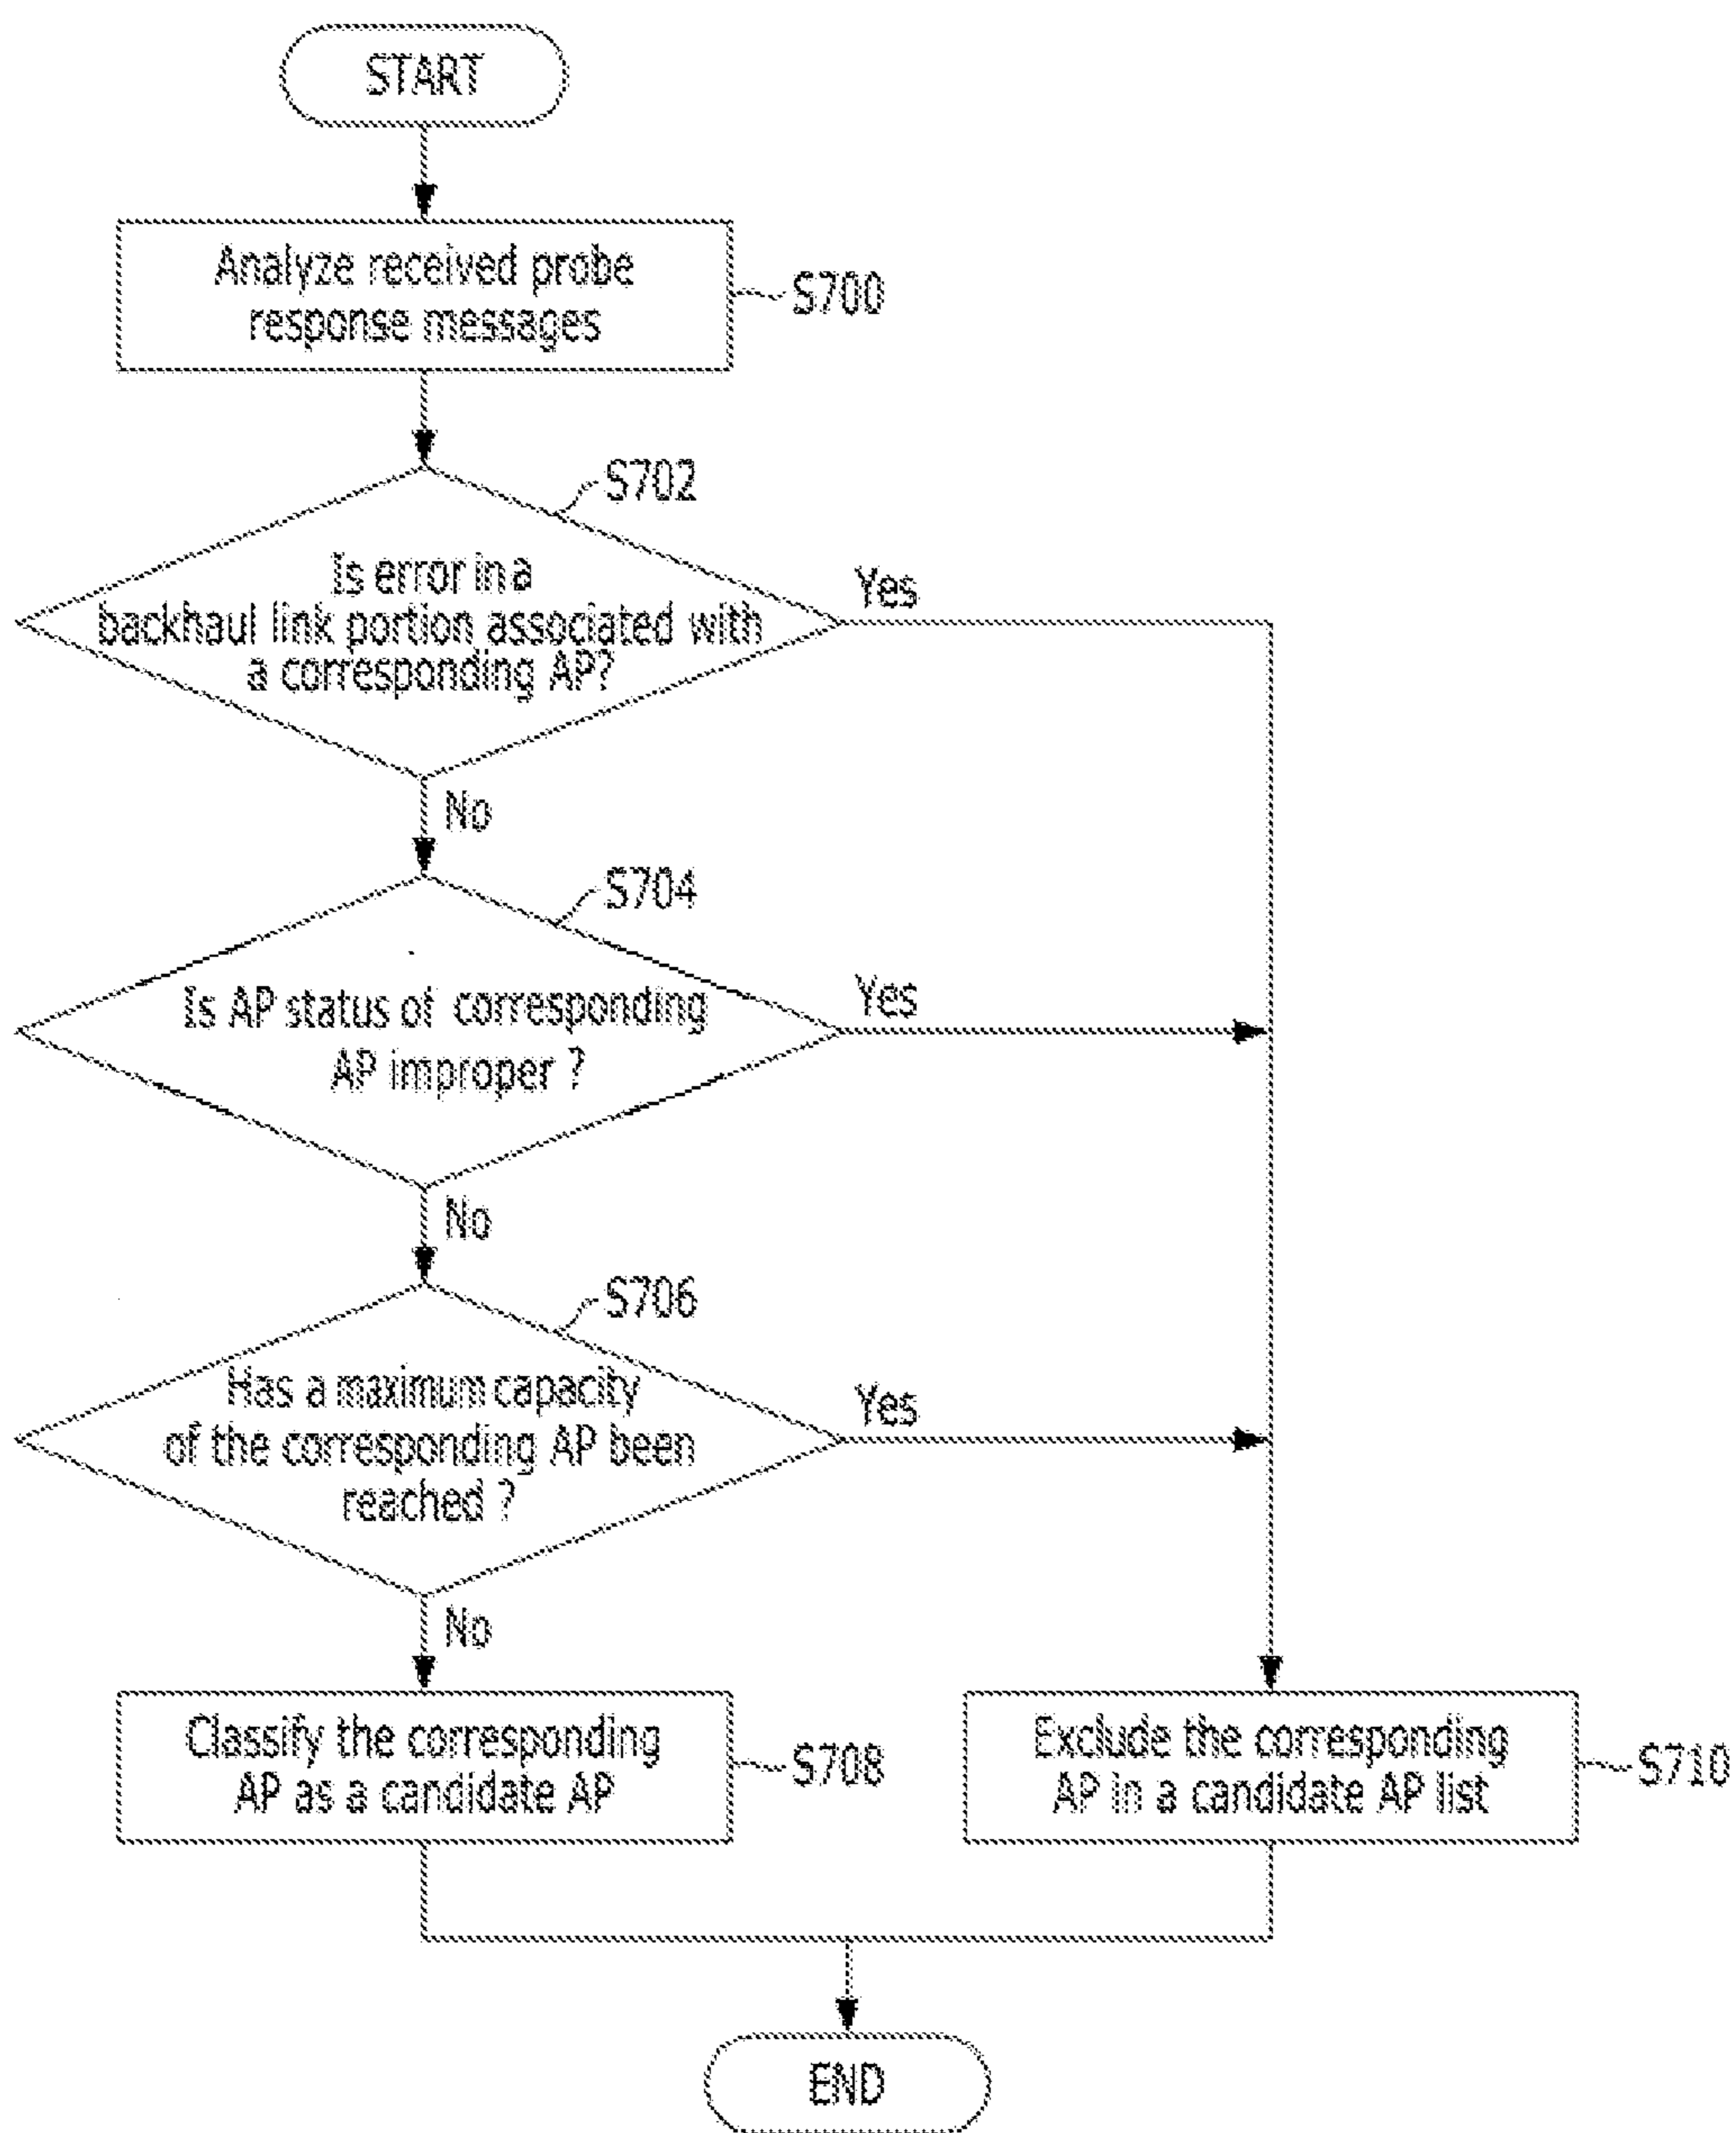 START
Analyze received probe
response messages
S700
S702
Is error in a
backhaul link portion associated with
a corresponding AP?
Yes
No
S704
Is AP status of corresponding
AP improper ?
Yes
No
S706
Has a maximum capacity
of the corresponding AP been
reached ?
Yes
No
Classify the corresponding
AP as a candidate AP
S708
Exclude the corresponding
AP in a candidate AP list
S710
END